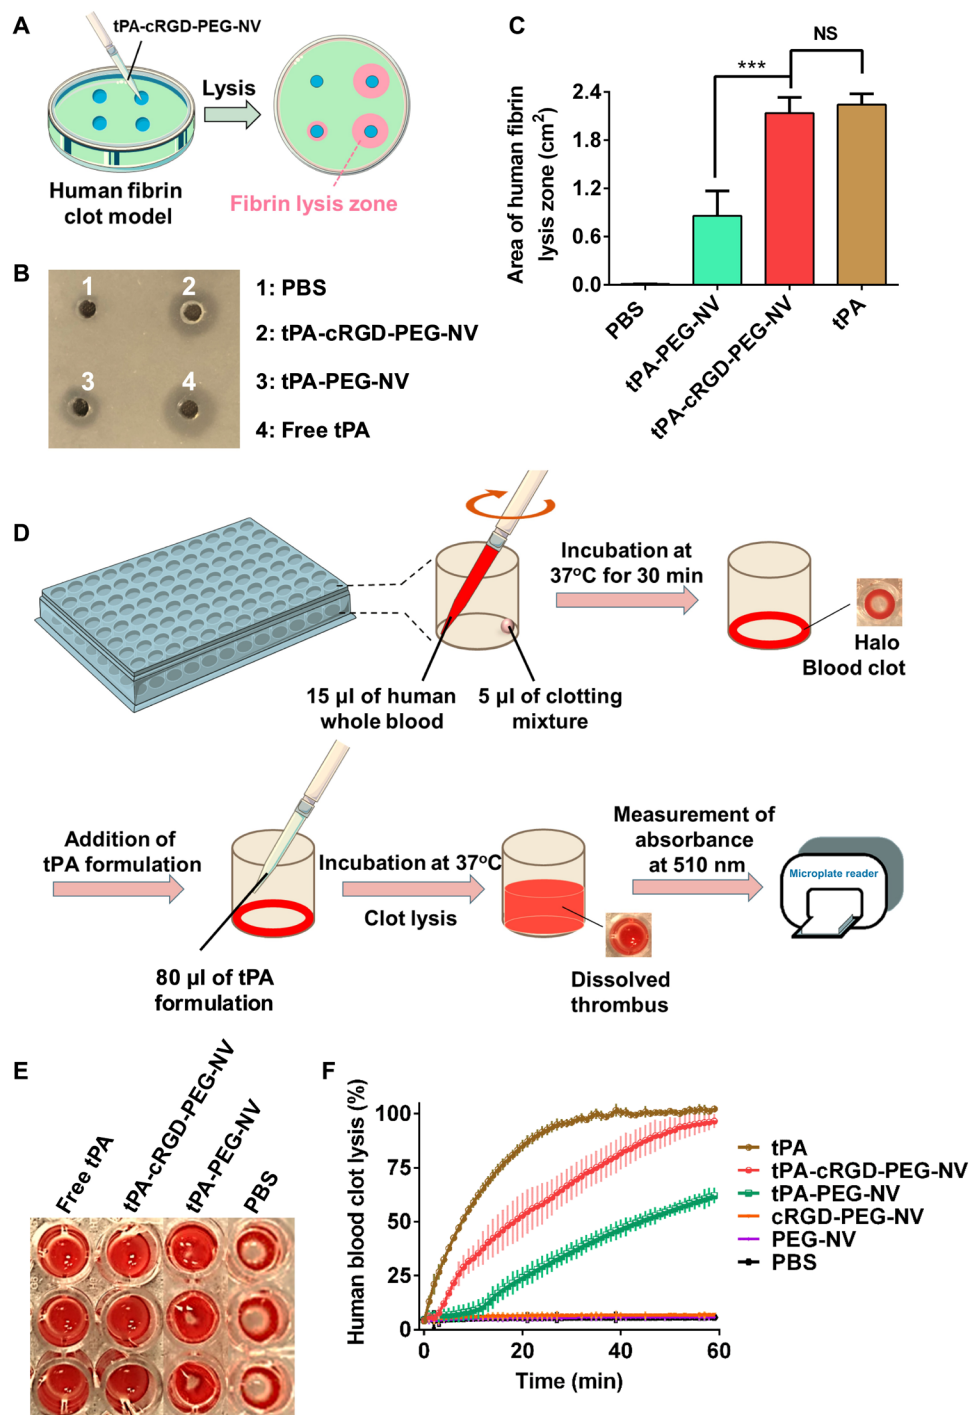 A
tPA-cRGD-PEG-NV
Lysis
Human fibrin
clot model
Fibrin lysis zone
B
1
2
3
4
1: PBS
2: tPA-cRGD-PEG-NV
3: tPA-PEG-NV
4: Free tPA
C
NS
***
Area of human fibrin
lysis zone (cm²)
2.4
1.8
1.2
0.6
0.0
PBS
tPA-PEG-NV
tPA-cRGD-PEG-NV
tPA
D
Incubation at
37°C for 30 min
Halo
Blood clot
15 µl of human
whole blood
5 µl of clotting
mixture
Addition of
tPA formulation
80 µl of tPA
formulation
Incubation at 37°C
Clot lysis
Dissolved
thrombus
Measurement of
absorbance
at 510 nm
Microplate reader
E
Free tPA
tPA-cRGD-PEG-NV
tPA-PEG-NV
PBS
F
Human blood clot lysis (%)
100
75
50
25
0
0
20
40
60
Time (min)
tPA
tPA-cRGD-PEG-NV
tPA-PEG-NV
cRGD-PEG-NV
PEG-NV
PBS